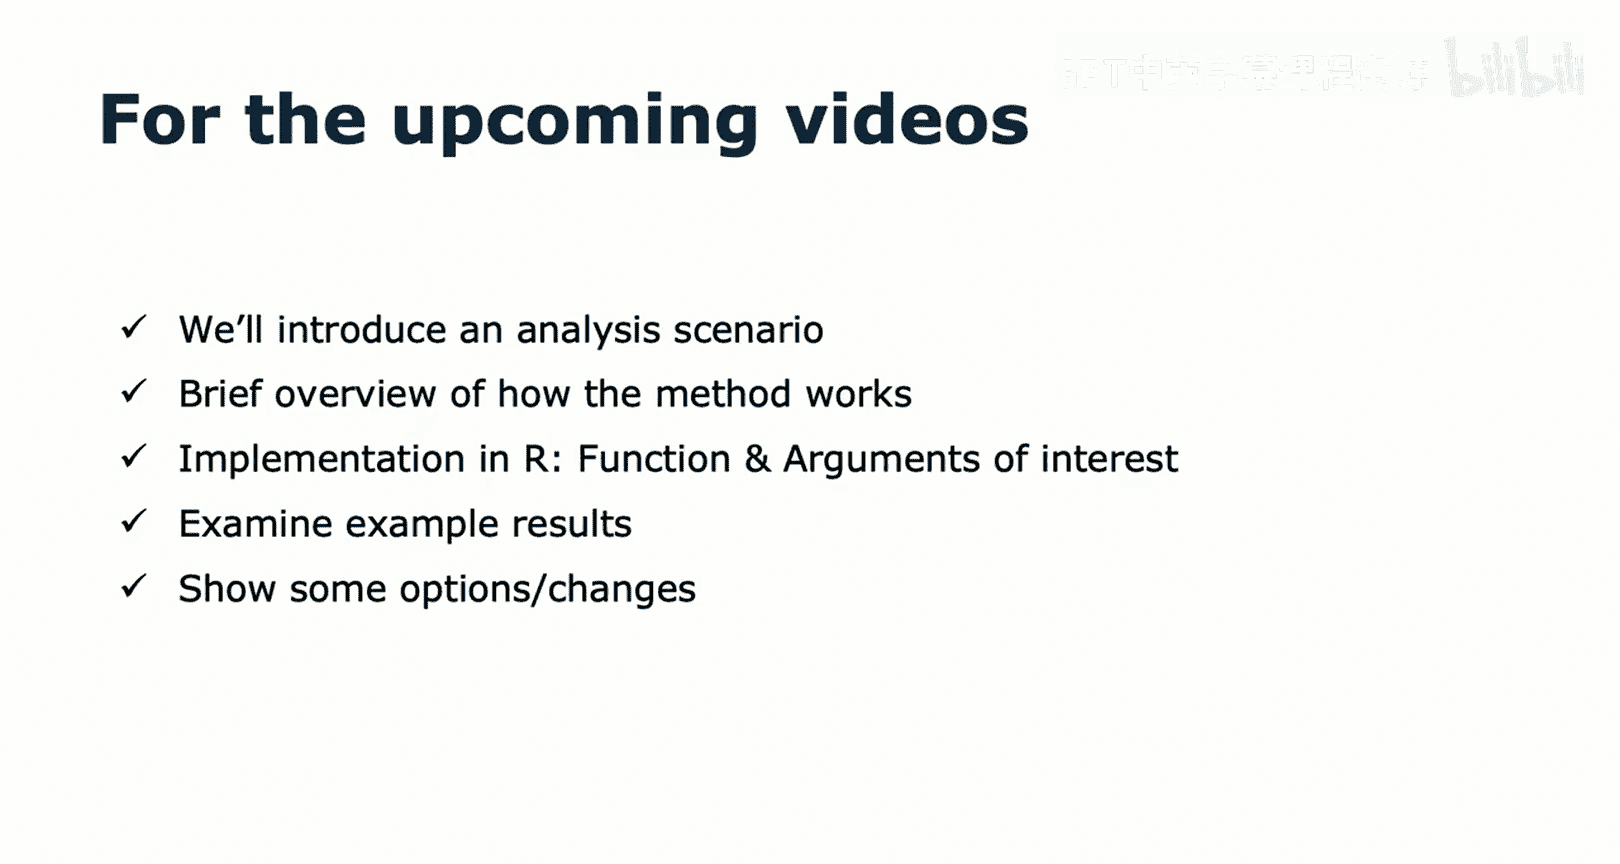 bilibili
For the upcoming videos
✓ We’ll introduce an analysis scenario
✓ Brief overview of how the method works
✓ Implementation in R: Function & Arguments of interest
✓ Examine example results
✓ Show some options/changes